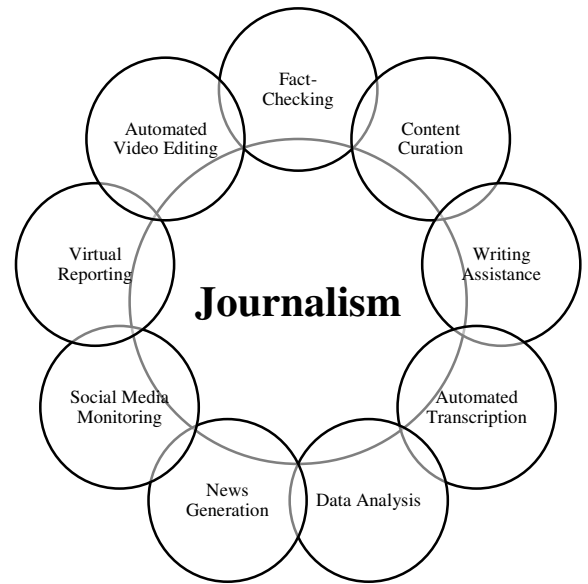 Fact-
Checking
Content
Curation
Writing
Assistance
Automated
Transcription
Data Analysis
News
Generation
Social Media
Monitoring
Virtual
Reporting
Automated
Video Editing
Journalism